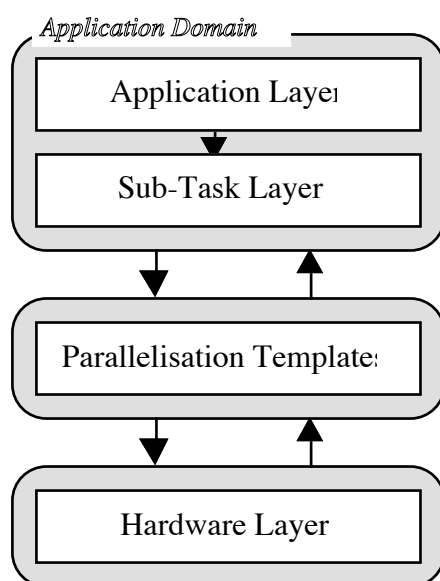 Application Domain
Application Layer
Sub-Task Layer
Parallelisation Templates
Hardware Layer